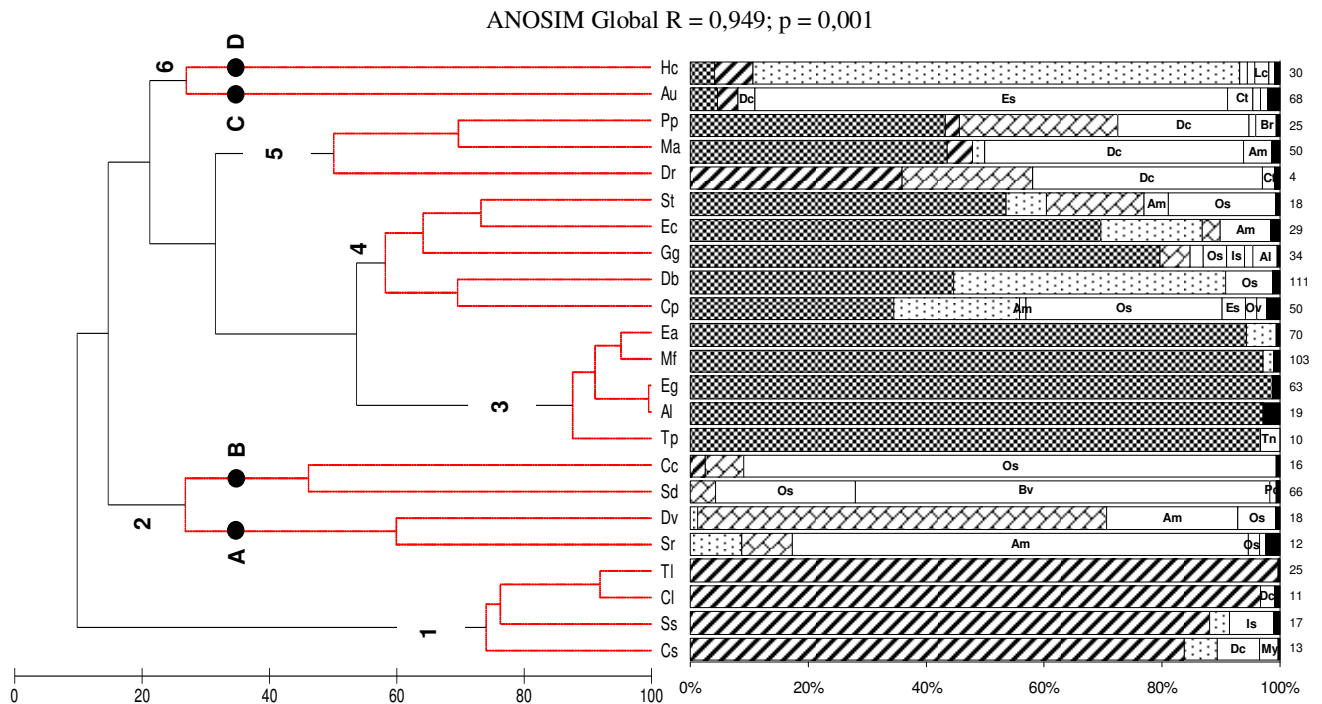 ANOSIM Global R = 0,949; p = 0,001
6 D Hc Lc 30
C Au Dc Es Ct 68
Pp Dc Br 25
5 Ma Dc Am 50
Dr Dc Ct 4
St Am Os 18
4 Ec Am 29
Gg Os Is Al 34
Db Os 111
Cp Am Os Es Ov 50
Ea 70
Mf 103
3 Eg 63
Al 19
Tp Tn 10
B Cc Os 16
2 Sd Os Bv 66
Dv Am Os 18
A Sr Am Os 12
Tl 25
Cl Dc 11
1 Ss Is 17
Cs Dc My 13
0 20 40 60 80 100 0% 20% 40% 60% 80% 100%